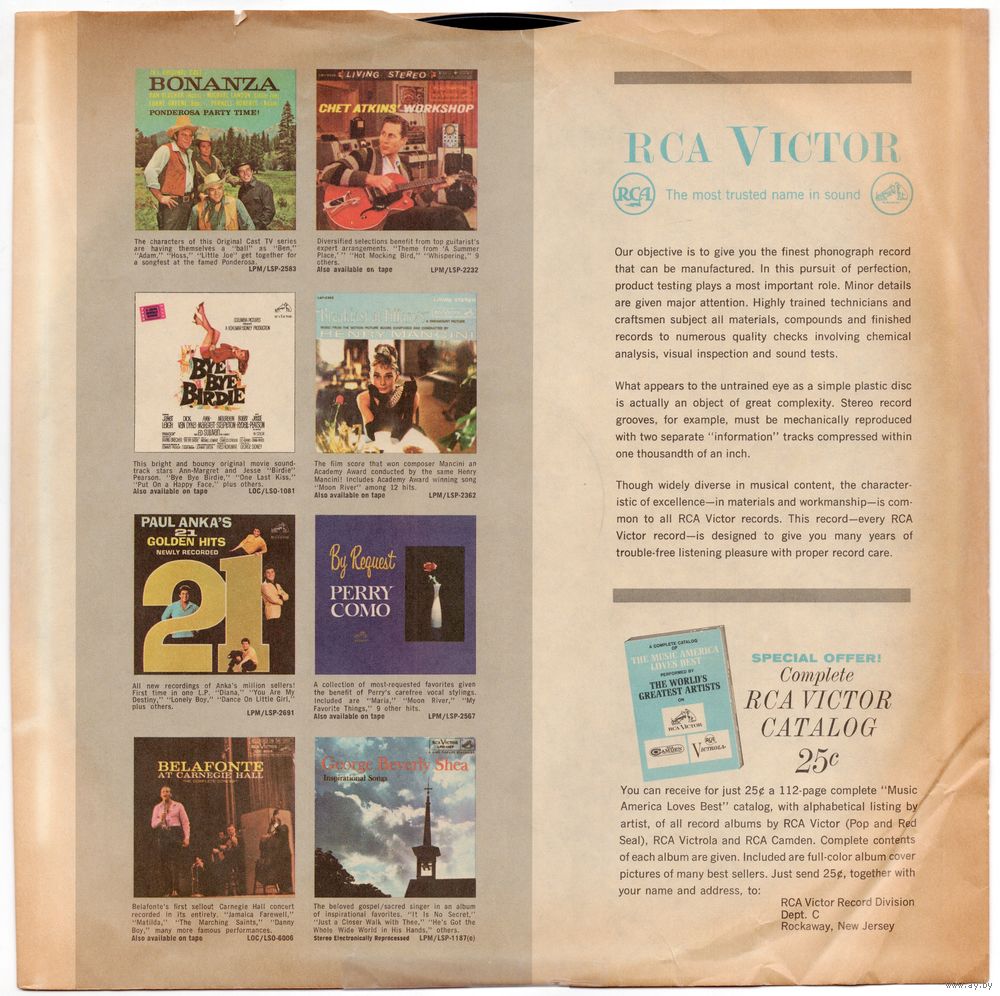 BONANZA
PONDEROSA PARTY TIME!
The characters of this Original Cast TV series
are having themselves a "ball" as "Ben,"
"Adam," "Hoss," "Little Joe" get together for
a songfest at the famed Ponderosa.
LPM/LSP-2583
LIVING STEREO
CHET ATKINS' WORKSHOP
Diversified selections benefit from top guitarist's
expert arrangements. "Theme from 'A Summer
Place,' " "Hot Mocking Bird," "Whispering," 9
others.
Also available on tape LPM/LSP-2232
COLUMBIA PICTURES
BYE
BYE
BIRDIE
This bright and bouncy original movie sound-
track stars Ann-Margret and Jesse "Birdie"
Pearson. "Bye Bye Birdie," "One Last Kiss,"
"Put On a Happy Face," plus others.
Also available on tape LOC/LSO-1081
Breakfast at Tiffany's
HENRY MANCINI
The film score that won composer Mancini an
Academy Award conducted by the same Henry
Mancini! Includes Academy Award winning song
"Moon River" among 12 hits.
Also available on tape LPM/LSP-2362
PAUL ANKA'S
21
GOLDEN HITS
NEWLY RECORDED
21
All new recordings of Anka's million sellers!
First time in one L.P. "Diana," "You Are My
Destiny," "Lonely Boy," "Dance On Little Girl,"
plus others.
LPM/LSP-2691
By Request
PERRY
COMO
A collection of most-requested favorites given
the benefit of Perry's carefree vocal stylings.
Included are "Maria," "Moon River," "My
Favorite Things," 9 other hits.
Also available on tape LPM/LSP-2567
BELAFONTE
AT CARNEGIE HALL
THE COMPLETE CONCERT
Belafonte's first sellout Carnegie Hall concert
recorded in its entirety. "Jamaica Farewell,"
"Matilda," "The Marching Saints," "Danny
Boy," many more famous performances.
Also available on tape LOC/LSO-6006
RCA VICTOR
George Beverly Shea
Inspirational Songs
The beloved gospel/sacred singer in an album
of inspirational favorites. "It Is No Secret,"
"Just a Closer Walk with Thee," "He's Got the
Whole Wide World in His Hands," others.
Stereo Electronically Reprocessed LPM/LSP-1187(e)
RCA VICTOR
RCA
The most trusted name in sound
Our objective is to give you the finest phonograph record
that can be manufactured. In this pursuit of perfection,
product testing plays a most important role. Minor details
are given major attention. Highly trained technicians and
craftsmen subject all materials, compounds and finished
records to numerous quality checks involving chemical
analysis, visual inspection and sound tests.
What appears to the untrained eye as a simple plastic disc
is actually an object of great complexity. Stereo record
grooves, for example, must be mechanically reproduced
with two separate "information" tracks compressed within
one thousandth of an inch.
Though widely diverse in musical content, the character-
istic of excellence—in materials and workmanship—is com-
mon to all RCA Victor records. This record—every RCA
Victor record—is designed to give you many years of
trouble-free listening pleasure with proper record care.
A COMPLETE CATALOG
OF
THE MUSIC AMERICA
LOVES BEST
PERFORMED BY
THE WORLD'S
GREATEST ARTISTS
ON
RCA VICTOR
CAMDEN
VICTROLA
SPECIAL OFFER!
Complete
RCA VICTOR
CATALOG
25¢
You can receive for just 25¢ a 112-page complete "Music
America Loves Best" catalog, with alphabetical listing by
artist, of all record albums by RCA Victor (Pop and Red
Seal), RCA Victrola and RCA Camden. Complete contents
of each album are given. Included are full-color album cover
pictures of many best sellers. Just send 25¢, together with
your name and address, to:
RCA Victor Record Division
Dept. C
Rockaway, New Jersey
www.ay.by